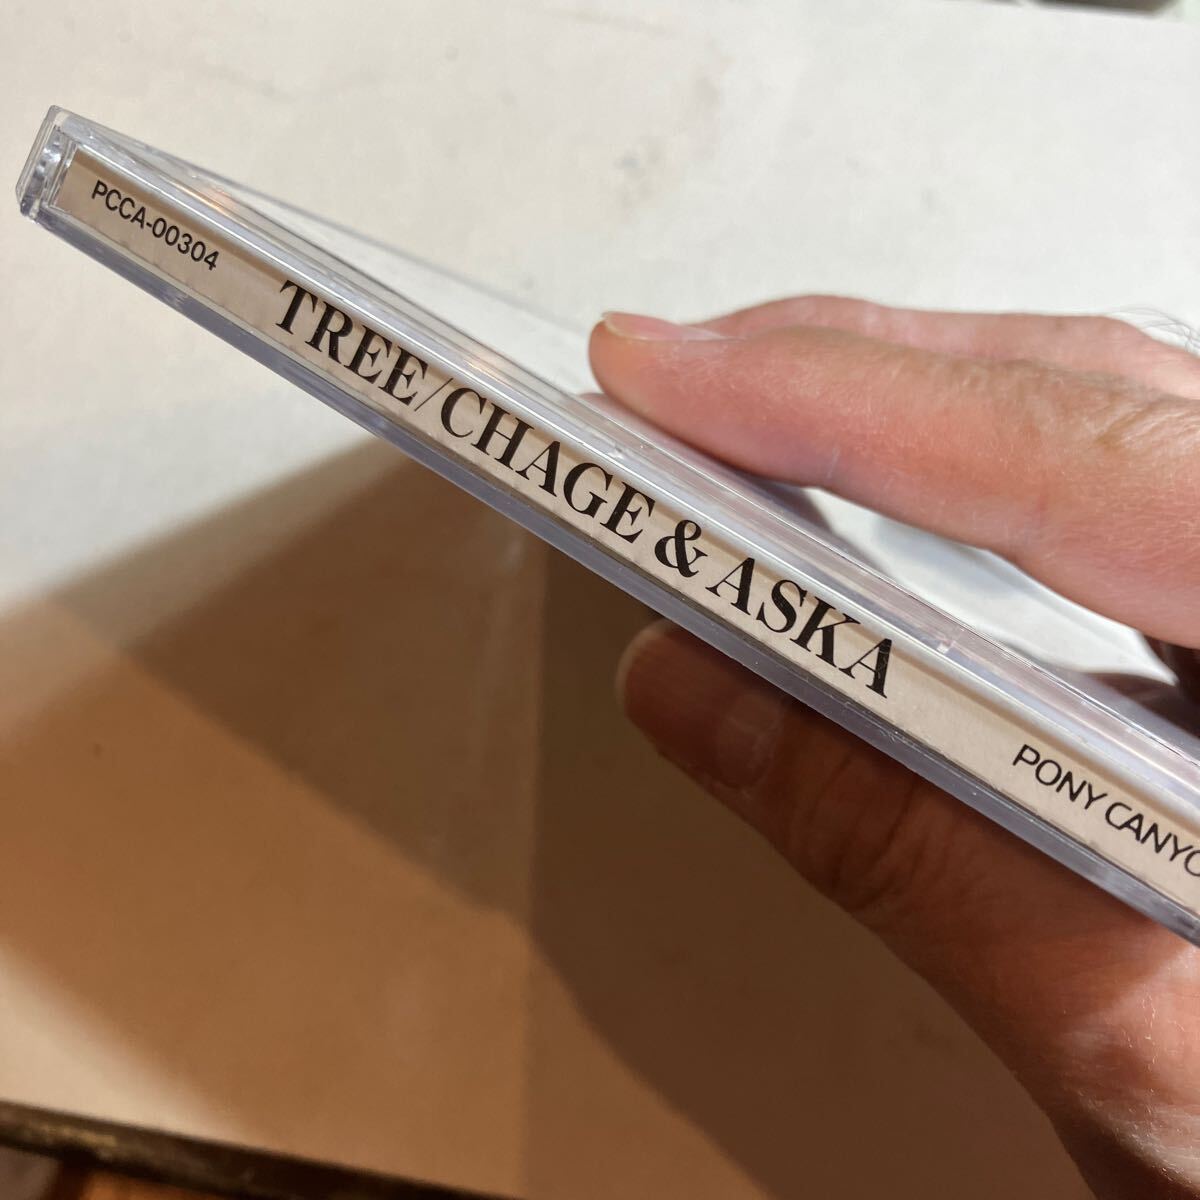 PCCA-00304
TREE/CHAGE & ASKA
PONY CANYO